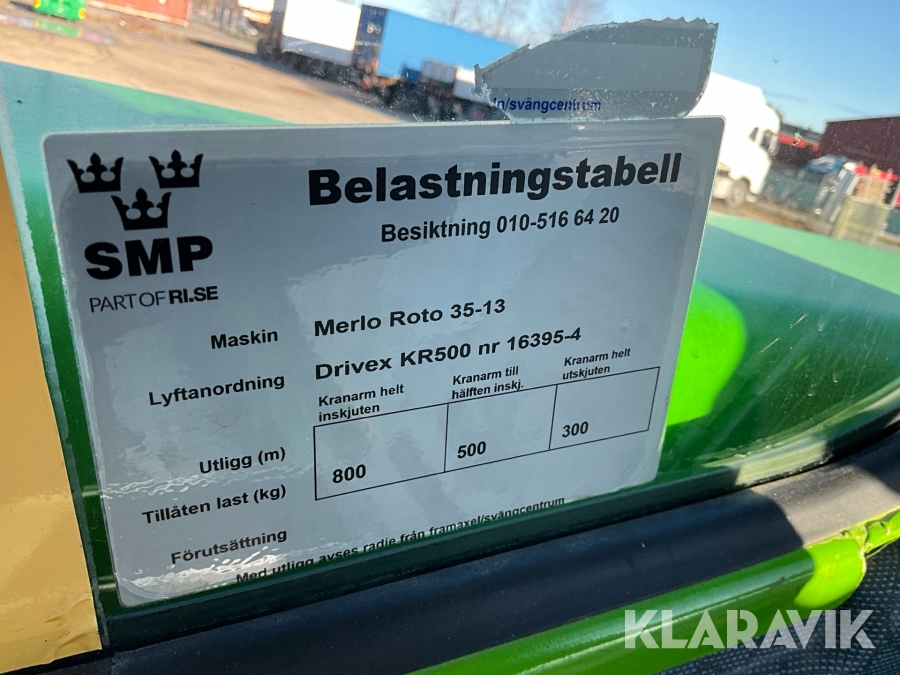 ln/svängcentrum
SMP
PART OF RI.SE
Belastningstabell
Besiktning 010-516 64 20
Maskin Merlo Roto 35-13
Lyftanordning Drivex KR500 nr 16395-4
Kranarm helt inskjuten
Kranarm till hälften inskj.
Kranarm helt utskjuten
Utligg (m)
Tillåten last (kg) 800 500 300
Förutsättning
Med utligg avses radie från framaxel/svängcentrum
KLARAVIK